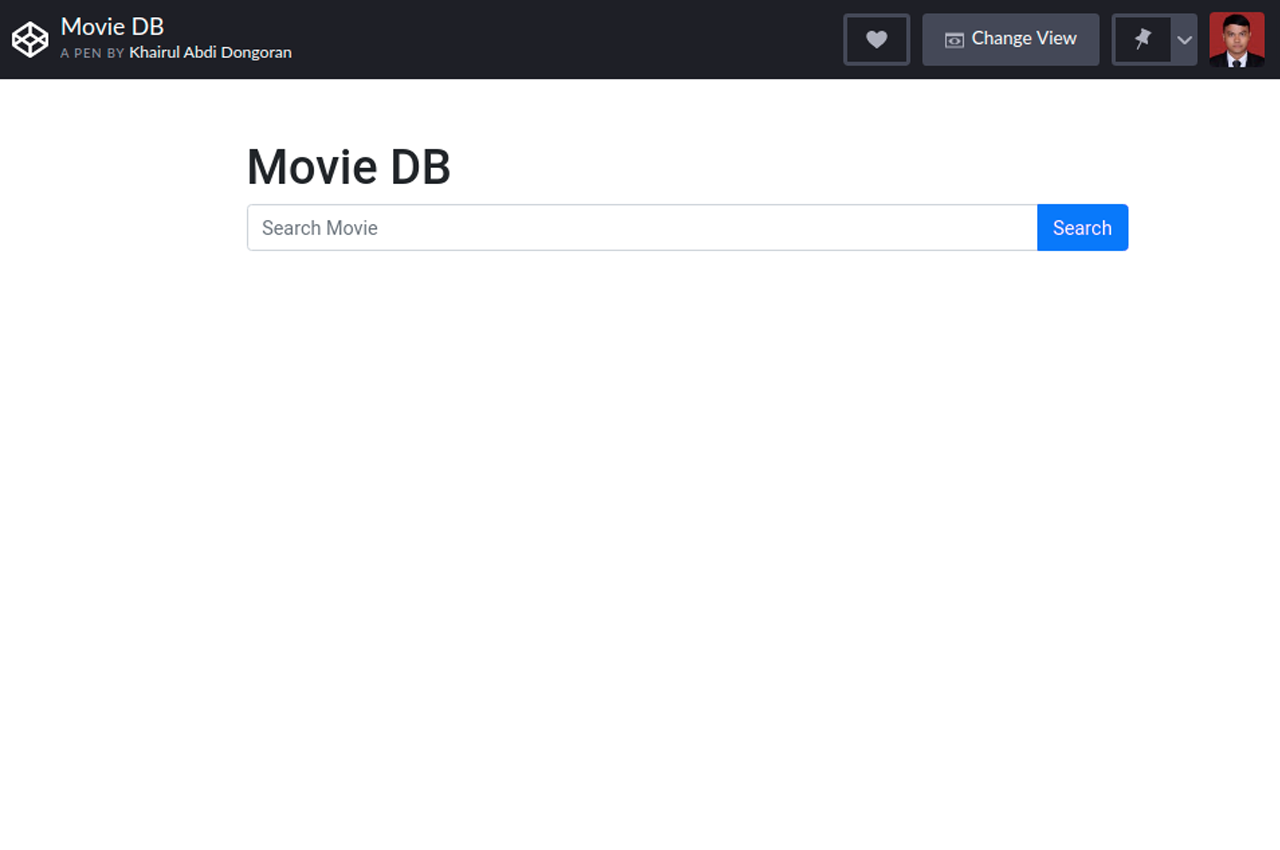 Movie DB
A PEN BY Khairul Abdi Dongoran
Change View
Movie DB
Search Movie
Search